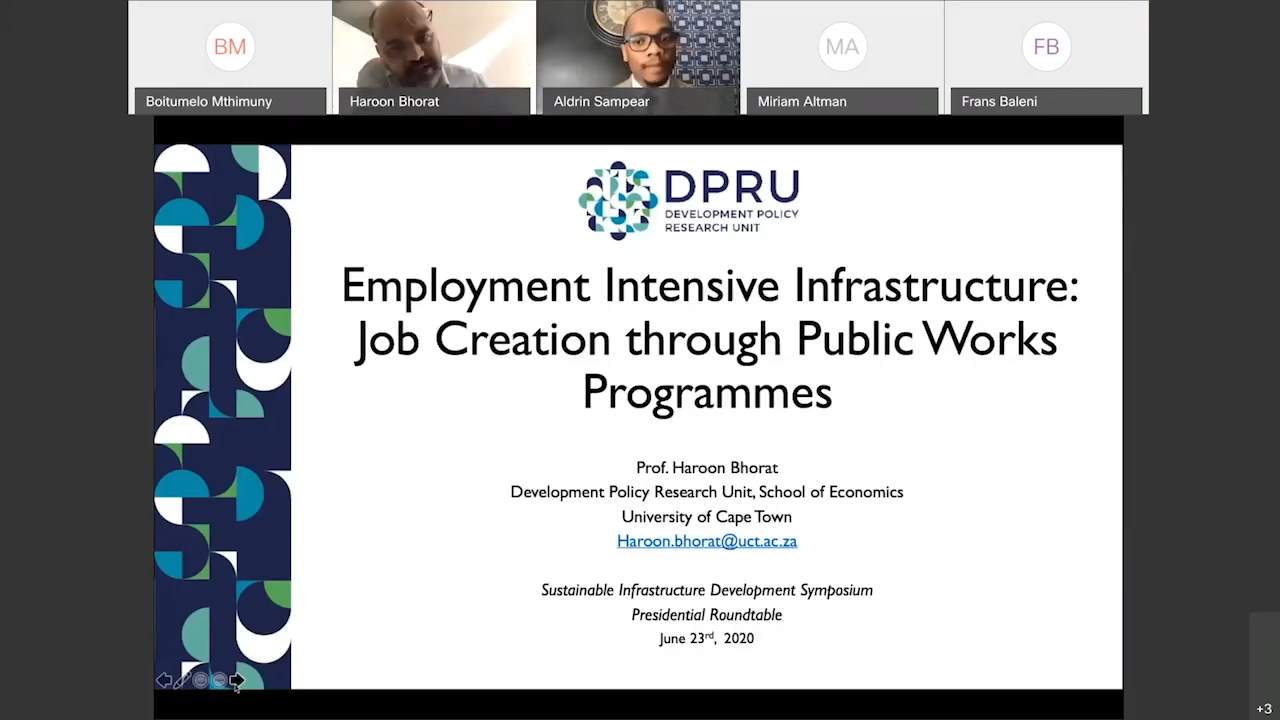 BM
Boitumelo Mthimuny
Haroon Bhorat
Aldrin Sampear
MA
Miriam Altman
FB
Frans Baleni
DPRU
DEVELOPMENT POLICY
RESEARCH UNIT
Employment Intensive Infrastructure:
Job Creation through Public Works
Programmes
Prof. Haroon Bhorat
Development Policy Research Unit, School of Economics
University of Cape Town
Haroon.bhorat@uct.ac.za
Sustainable Infrastructure Development Symposium
Presidential Roundtable
June 23rd, 2020
+3